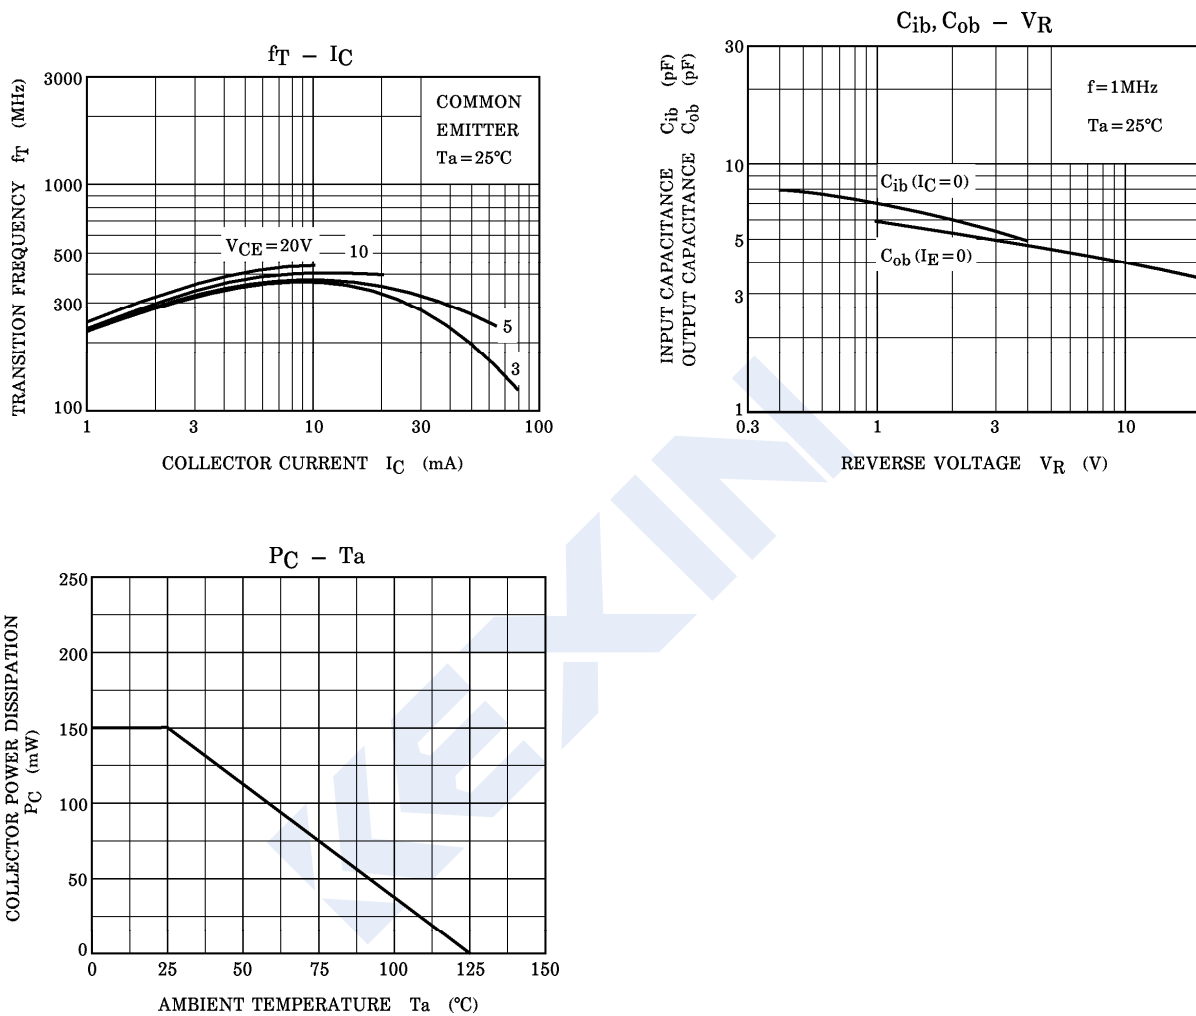 fT – IC
TRANSITION FREQUENCY fT (MHz)
3000
1000
500
300
100
COMMON
EMITTER
Ta=25°C
VCE=20V
10
5
3
1
3
10
30
100
COLLECTOR CURRENT IC (mA)
Cib, Cob – VR
INPUT CAPACITANCE Cib (pF)
OUTPUT CAPACITANCE Cob (pF)
30
10
5
3
1
f=1MHz
Ta=25°C
Cib (IC=0)
Cob (IE=0)
0.3
1
3
10
REVERSE VOLTAGE VR (V)
PC – Ta
COLLECTOR POWER DISSIPATION
PC (mW)
250
200
150
100
50
0
0
25
50
75
100
125
150
AMBIENT TEMPERATURE Ta (°C)
KEXIN